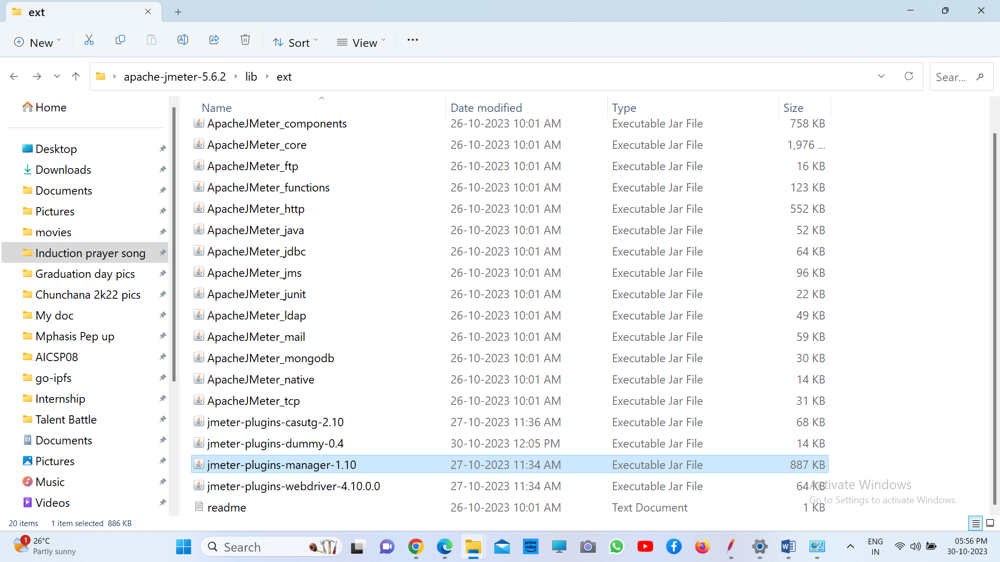 ext
New
Sort
View
apache-jmeter-5.6.2 > lib > ext
Sear...
Home
Desktop
Downloads
Documents
Pictures
movies
Induction prayer song
Graduation day pics
Chunchana 2k22 pics
My doc
Mphasis Pep up
AICSP08
go-ipfs
Internship
Talent Battle
Documents
Pictures
Music
Videos
Name Date modified Type Size
ApacheJMeter_components 26-10-2023 10:01 AM Executable Jar File 758 KB
ApacheJMeter_core 26-10-2023 10:01 AM Executable Jar File 1,976 ...
ApacheJMeter_ftp 26-10-2023 10:01 AM Executable Jar File 16 KB
ApacheJMeter_functions 26-10-2023 10:01 AM Executable Jar File 123 KB
ApacheJMeter_http 26-10-2023 10:01 AM Executable Jar File 552 KB
ApacheJMeter_java 26-10-2023 10:01 AM Executable Jar File 52 KB
ApacheJMeter_jdbc 26-10-2023 10:01 AM Executable Jar File 64 KB
ApacheJMeter_jms 26-10-2023 10:01 AM Executable Jar File 96 KB
ApacheJMeter_junit 26-10-2023 10:01 AM Executable Jar File 22 KB
ApacheJMeter_ldap 26-10-2023 10:01 AM Executable Jar File 49 KB
ApacheJMeter_mail 26-10-2023 10:01 AM Executable Jar File 59 KB
ApacheJMeter_mongodb 26-10-2023 10:01 AM Executable Jar File 30 KB
ApacheJMeter_native 26-10-2023 10:01 AM Executable Jar File 14 KB
ApacheJMeter_tcp 26-10-2023 10:01 AM Executable Jar File 31 KB
jmeter-plugins-casutg-2.10 27-10-2023 11:36 AM Executable Jar File 68 KB
jmeter-plugins-dummy-0.4 30-10-2023 12:05 PM Executable Jar File 14 KB
jmeter-plugins-manager-1.10 27-10-2023 11:34 AM Executable Jar File 887 KB
jmeter-plugins-webdriver-4.10.0.0 27-10-2023 11:34 AM Executable Jar File 64 KB
readme 26-10-2023 10:01 AM Text Document 1 KB
Activate Windows
Go to Settings to activate Windows.
20 items 1 item selected 886 KB
1
26°C
Partly sunny
Search
prime
video
ENG
IN
05:56 PM
30-10-2023